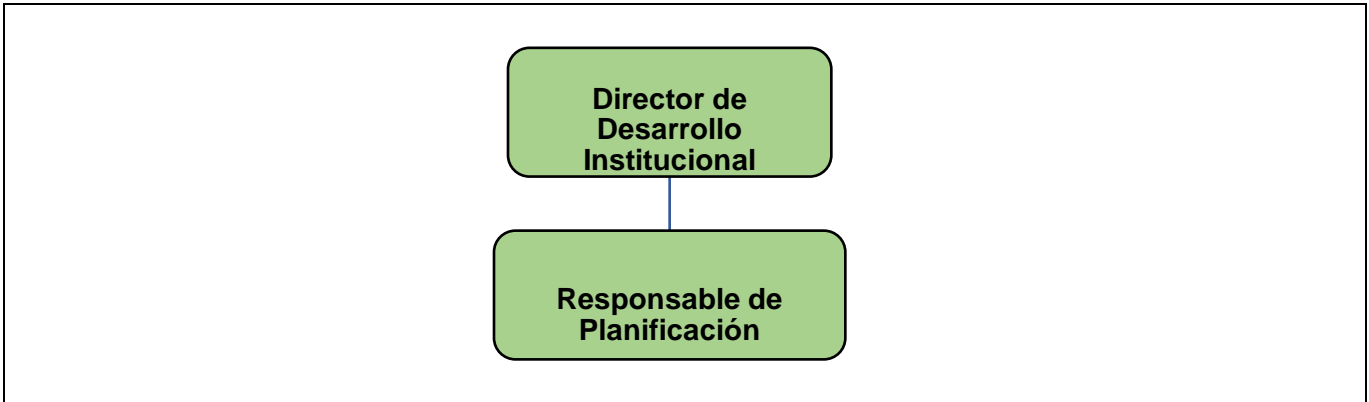 Director de
Desarrollo
Institucional
Responsable de
Planificación